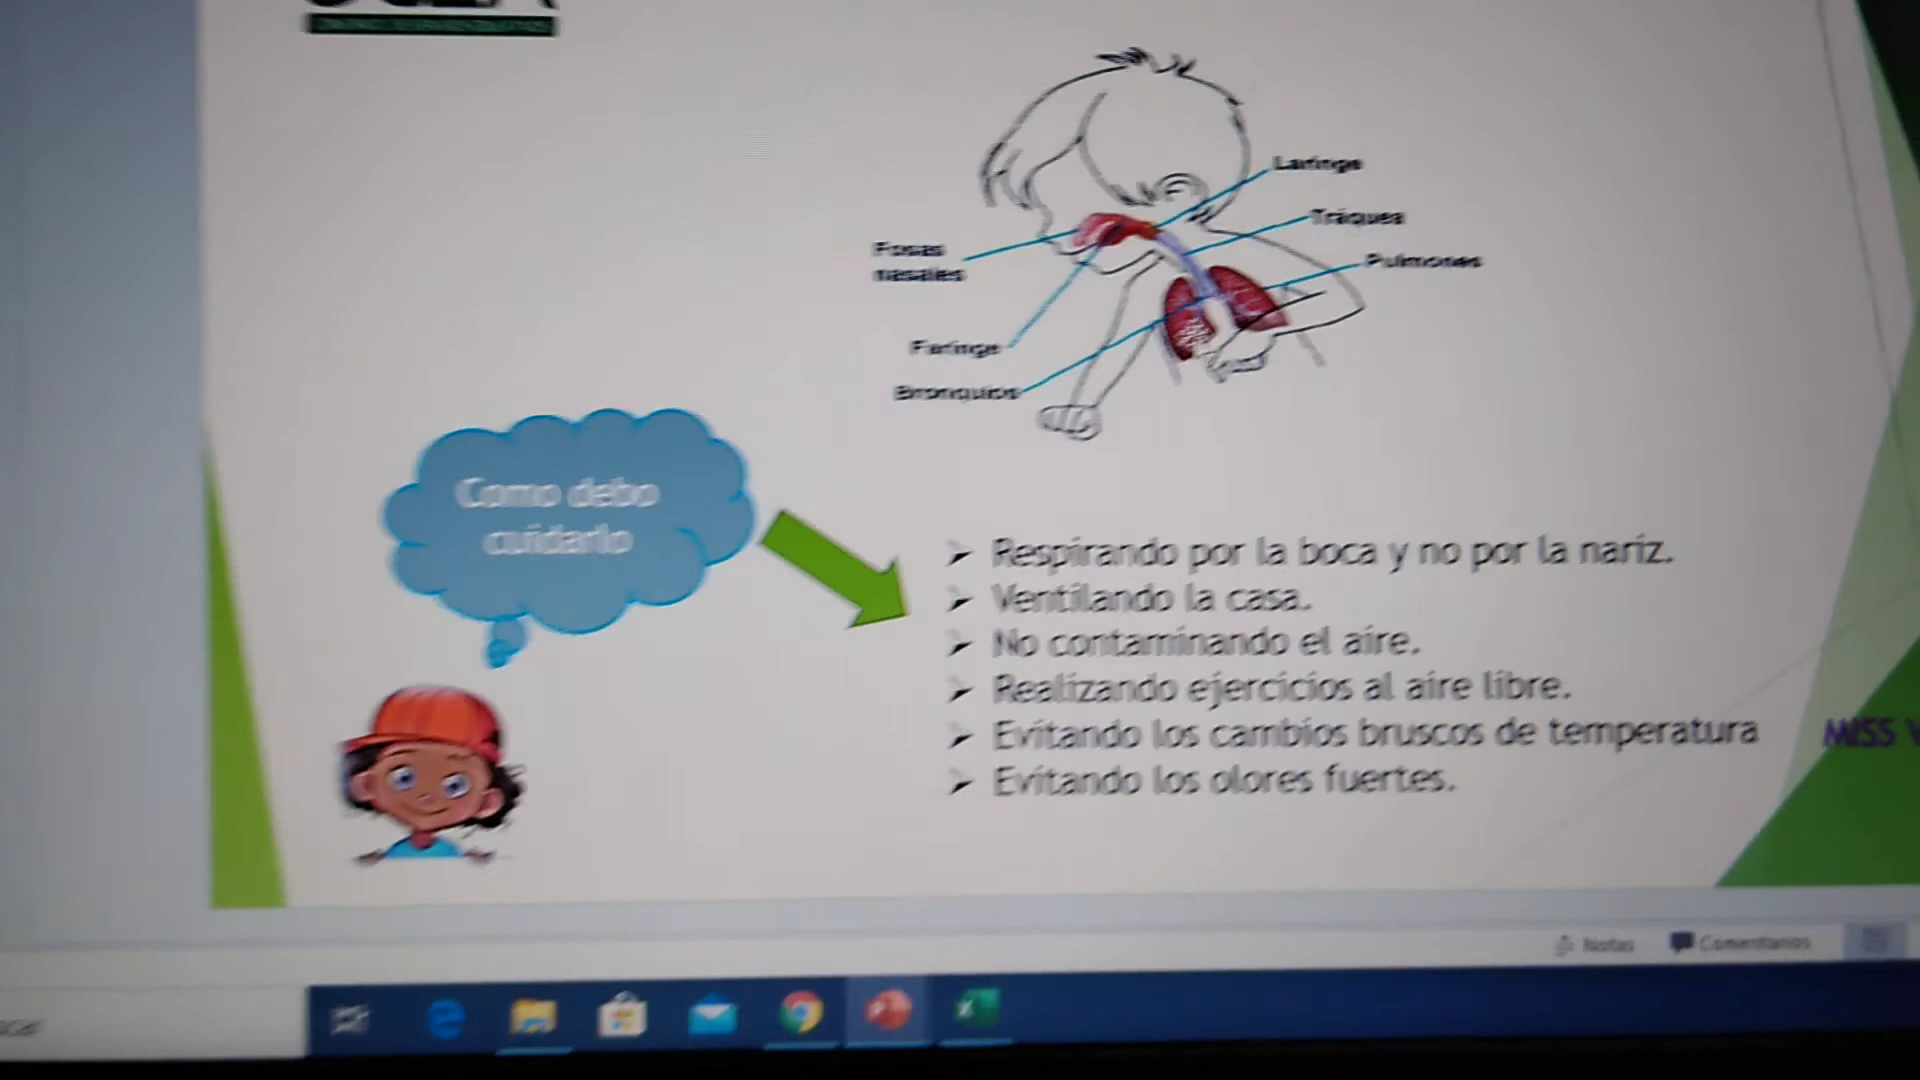 Laringe
Tráquea
Pulmones
Fosas
nasales
Faringe
Bronquios
Como debo
cuidarlo
Respirando por la boca y no por la nariz.
Ventilando la casa.
No contaminando el aire.
Realizando ejercicios al aire libre.
Evitando los cambios bruscos de temperatura
Evitando los olores fuertes.
MISS
Notas
Comentarios